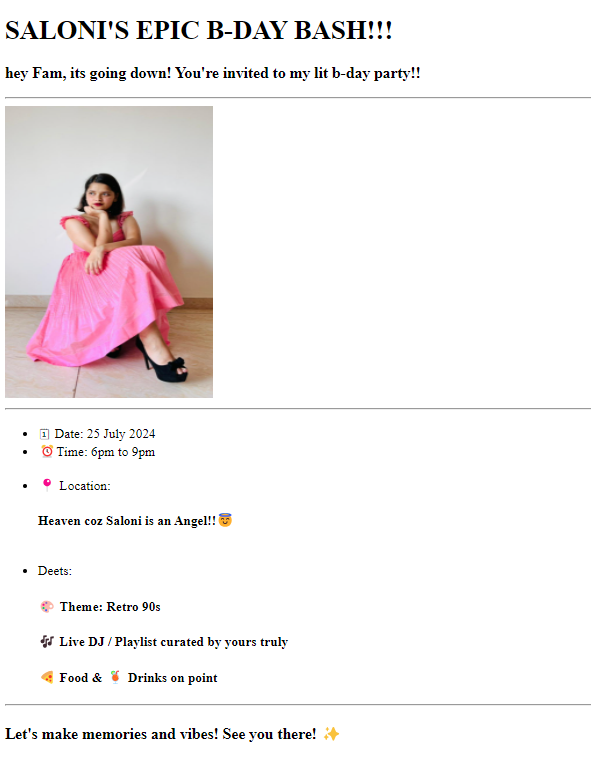 SALONI'S EPIC B-DAY BASH!!!
hey Fam, its going down! You're invited to my lit b-day party!!
🗓️ Date: 25 July 2024
⏰ Time: 6pm to 9pm
📍 Location:
Heaven coz Saloni is an Angel!! 😇
Deets:
🎨 Theme: Retro 90s
🎶 Live DJ / Playlist curated by yours truly
🍕 Food & 🍹 Drinks on point
Let's make memories and vibes! See you there! ✨